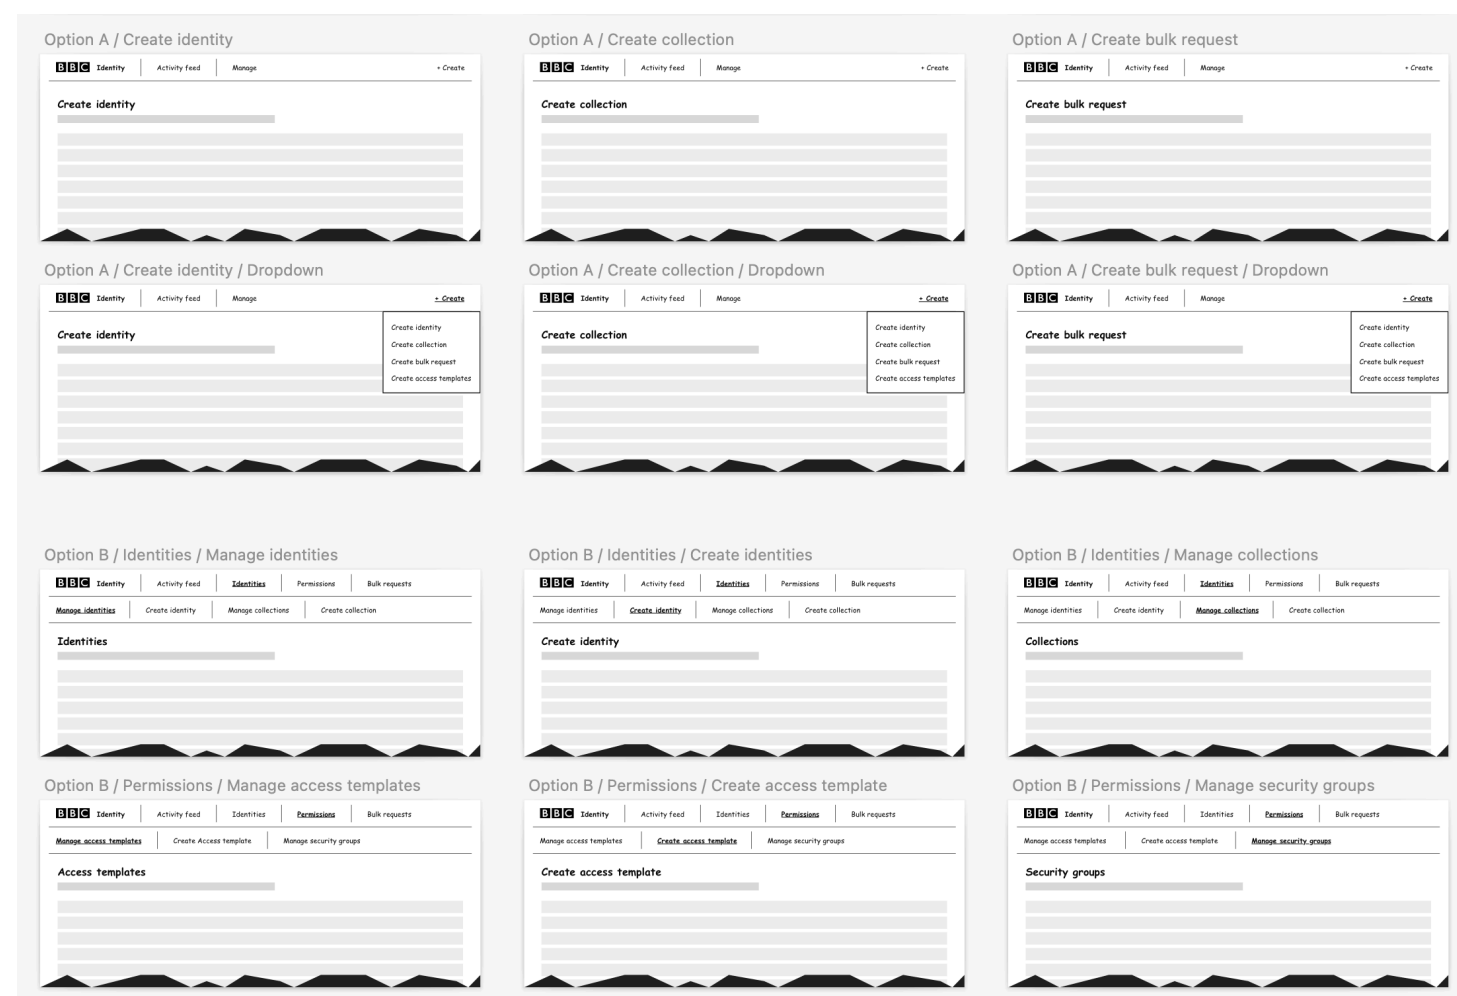 Option A / Create identity
Option A / Create collection
Option A / Create bulk request
BBC Identity Activity feed Manage + Create
BBC Identity Activity feed Manage + Create
BBC Identity Activity feed Manage + Create
Create identity
Create collection
Create bulk request
Option A / Create identity / Dropdown
Option A / Create collection / Dropdown
Option A / Create bulk request / Dropdown
BBC Identity Activity feed Manage + Create
BBC Identity Activity feed Manage + Create
BBC Identity Activity feed Manage + Create
Create identity
Create identity
Create collection
Create bulk request
Create access templates
Create collection
Create identity
Create collection
Create bulk request
Create access templates
Create bulk request
Create identity
Create collection
Create bulk request
Create access templates
Option B / Identities / Manage identities
Option B / Identities / Create identities
Option B / Identities / Manage collections
BBC Identity Activity feed Identities Permissions Bulk requests
BBC Identity Activity feed Identities Permissions Bulk requests
BBC Identity Activity feed Identities Permissions Bulk requests
Manage identities Create identity Manage collections Create collection
Manage identities Create identity Manage collections Create collection
Manage identities Create identity Manage collections Create collection
Identities
Create identity
Collections
Option B / Permissions / Manage access templates
Option B / Permissions / Create access template
Option B / Permissions / Manage security groups
BBC Identity Activity feed Identities Permissions Bulk requests
BBC Identity Activity feed Identities Permissions Bulk requests
BBC Identity Activity feed Identities Permissions Bulk requests
Manage access templates Create Access template Manage security groups
Manage access templates Create access template Manage security groups
Manage access templates Create access template Manage security groups
Access templates
Create access template
Security groups